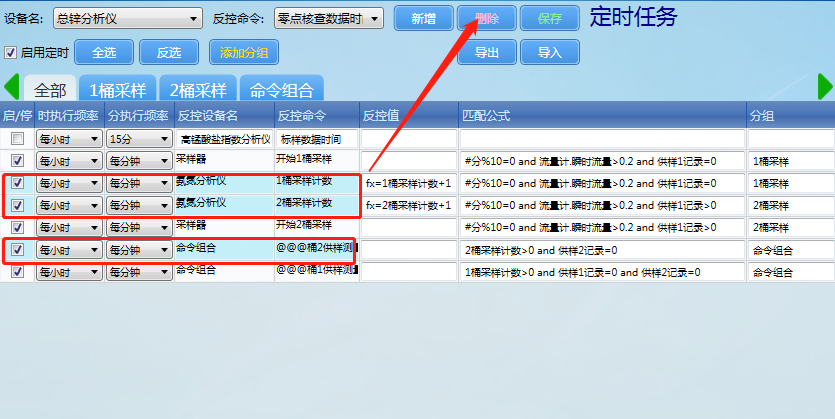 设备名: 总锌分析仪 反控命令: 零点核查数据时间 新增 删除 保存 定时任务
启用定时 全选 反选 添加分组 导出 导入
全部 1桶采样 2桶采样 命令组合
启/停 时执行频率 分执行频率 反控设备名 反控命令 反控值 匹配公式 分组
每小时 15分 高锰酸盐指数分析仪 标样数据时间
每小时 每分钟 采样器 开始1桶采样 #分%10=0 and 流量计.瞬时流量>0.2 and 供样1记录=0 1桶采样
每小时 每分钟 氨氮分析仪 1桶采样计数 fx=1桶采样计数+1 #分%10=0 and 流量计.瞬时流量>0.2 and 供样1记录=0 1桶采样
每小时 每分钟 氨氮分析仪 2桶采样计数 fx=2桶采样计数+1 #分%10=0 and 流量计.瞬时流量>0.2 and 供样1记录>0 2桶采样
每小时 每分钟 采样器 开始2桶采样 #分%10=0 and 流量计.瞬时流量>0.2 and 供样1记录>0 2桶采样
每小时 每分钟 命令组合 @@@桶2供样测 2桶采样计数>0 and 供样2记录=0 命令组合
每小时 每分钟 命令组合 @@@桶1供样测量 1桶采样计数>0 and 供样1记录=0 and 供样2记录=0 命令组合